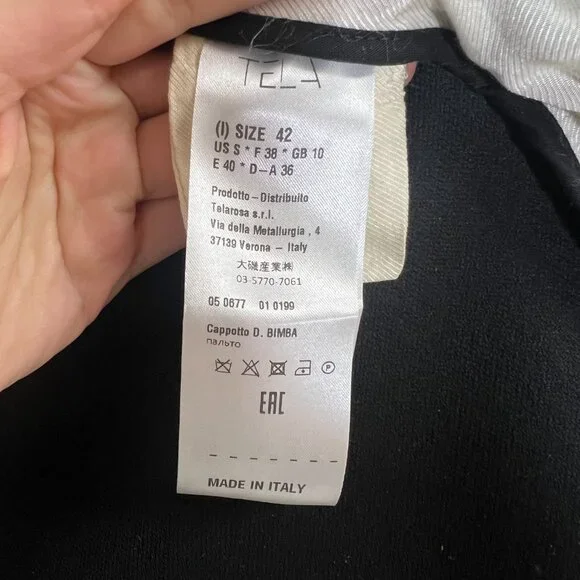 TELA
(I) SIZE 42
US S * F 38 * GB 10
E 40 * D-A 36
Prodotto - Distribuito
Telarosa s.r.l.
Via della Metallurgia , 4
37139 Verona - Italy
大磯産業㈱
03-5770-7061
05 0677 01 0199
Cappotto D. BIMBA
пальто
P
EAC
MADE IN ITALY